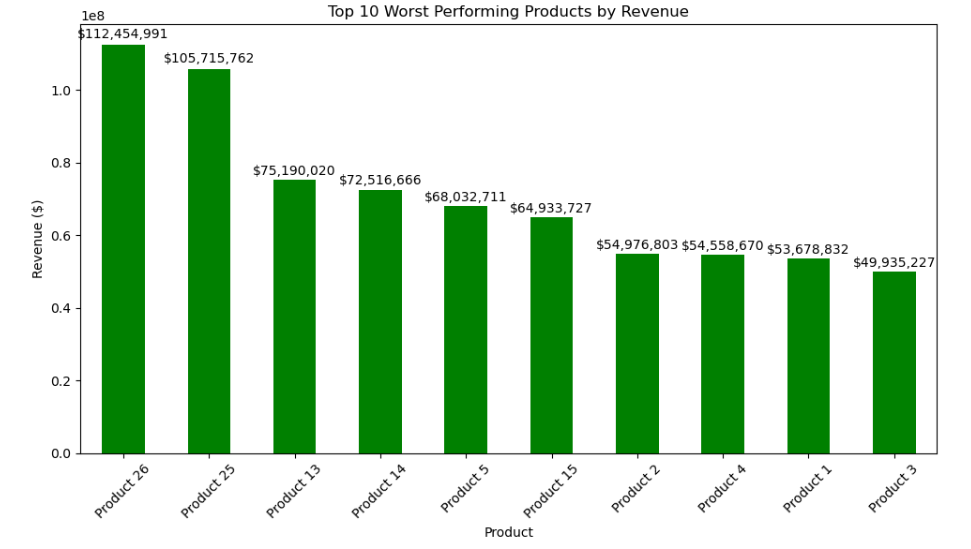 Top 10 Worst Performing Products by Revenue
1e8
$112,454,991
$105,715,762
$75,190,020
$72,516,666
$68,032,711
$64,933,727
$54,976,803
$54,558,670
$53,678,832
$49,935,227
1.0
0.8
0.6
0.4
0.2
0.0
Revenue ($)
Product 26
Product 25
Product 13
Product 14
Product 5
Product 15
Product 2
Product 4
Product 1
Product 3
Product